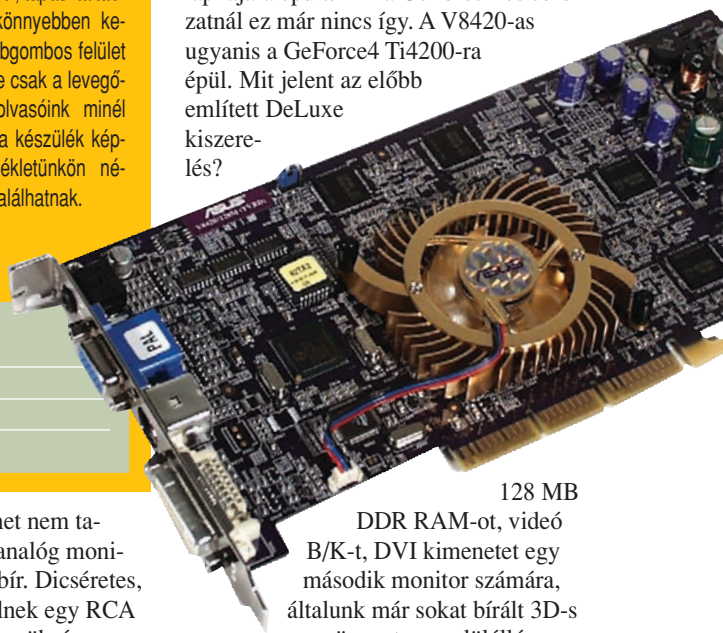 könnyebben ke-
bgombos felület
e csak a levegő-
olvasóink minél
a készülék kép-
ékletünkön né-
alálhatnak.
zatnál ez már nincs így. A V8420-as
ugyanis a GeForce4 Ti4200-ra
épül. Mit jelent az előbb
említett DeLuxe
kiszere-
lés?
ASUS
PAL
ASUS
net nem ta-
analóg moni-
bír. Dicséretes,
lnek egy RCA
128 MB
DDR RAM-ot, videó
B/K-t, DVI kimenetet egy
második monitor számára,
általunk már sokat bírált 3D-s